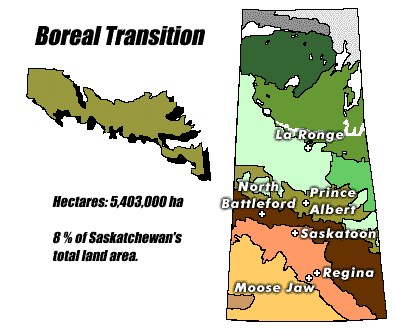 Boreal Transition
Hectares: 5,403,000 ha
8 % of Saskatchewan's
total land area.
La Ronge
North
Battleford
Prince
Albert
Saskatoon
Regina
Moose Jaw